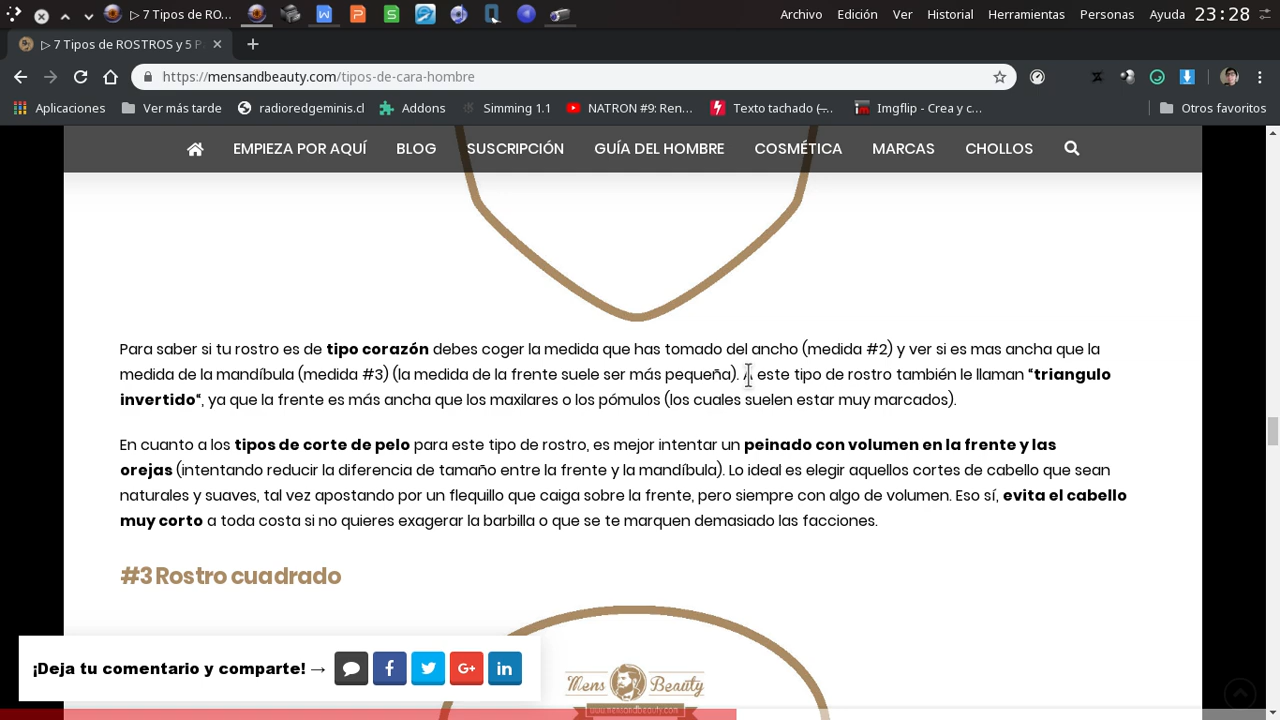 ▷ 7 Tipos de RO...
Archivo Edición Ver Historial Herramientas Personas Ayuda 23:28
▷ 7 Tipos de ROSTROS y 5 P
https://mensandbeauty.com/tipos-de-cara-hombre
Aplicaciones Ver más tarde radioredgeminis.cl Addons Simming 1.1 NATRON #9: Ren... Texto tachado (... Imgflip - Crea y c... Otros favoritos
EMPIEZA POR AQUÍ BLOG SUSCRIPCIÓN GUÍA DEL HOMBRE COSMÉTICA MARCAS CHOLLOS
Para saber si tu rostro es de tipo corazón debes coger la medida que has tomado del ancho (medida #2) y ver si es mas ancha que la
medida de la mandíbula (medida #3) (la medida de la frente suele ser más pequeña). A este tipo de rostro también le llaman “triangulo
invertido“, ya que la frente es más ancha que los maxilares o los pómulos (los cuales suelen estar muy marcados).
En cuanto a los tipos de corte de pelo para este tipo de rostro, es mejor intentar un peinado con volumen en la frente y las
orejas (intentando reducir la diferencia de tamaño entre la frente y la mandíbula). Lo ideal es elegir aquellos cortes de cabello que sean
naturales y suaves, tal vez apostando por un flequillo que caiga sobre la frente, pero siempre con algo de volumen. Eso sí, evita el cabello
muy corto a toda costa si no quieres exagerar la barbilla o que se te marquen demasiado las facciones.
#3 Rostro cuadrado
¡Deja tu comentario y comparte! →
Mens Beauty
www.mensandbeauty.com